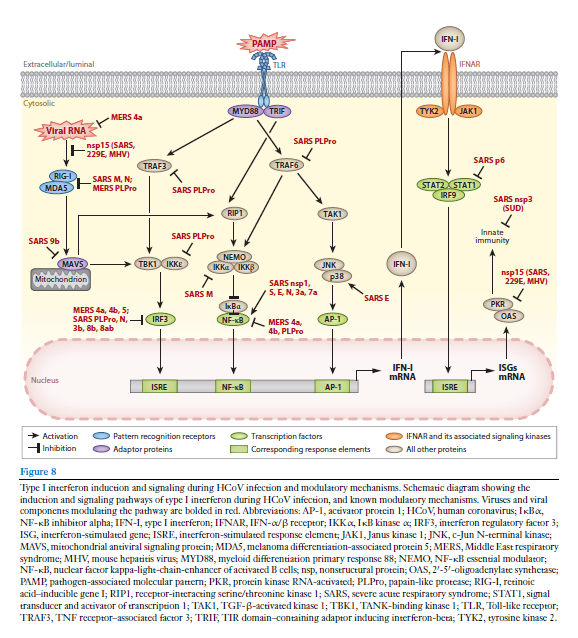 PAMP
TLR
IFN-I
IFNAR
Extracellular/luminal
Cytosolic
MYD88
TRIF
TYK2
JAK1
MERS 4a
Viral RNA
nsp15 (SARS,
229E, MHV)
RIG-I
MDA5
SARS M, N;
MERS PLPro
TRAF3
SARS PLPro
SARS PLPro
TRAF6
SARS p6
STAT2
STAT1
IRF9
SARS nsp3
(SUD)
RIP1
TAK1
Innate
immunity
SARS 9b
MAVS
Mitochondrion
SARS PLPro
TBK1
IKKε
NEMO
IKKα
IKKβ
JNK
p38
IFN-I
SARS M
SARS nsp1,
S, E, N, 3a, 7a
SARS E
nsp15 (SARS,
229E, MHV)
PKR
OAS
MERS 4a, 4b, 5;
SARS PLPro, N,
3b, 8b, 8ab
IRF3
IκBα
NF-κB
MERS 4a,
4b, PLPro
AP-1
Nucleus
ISRE
NF-κB
AP-1
IFN-I
mRNA
ISRE
ISGs
mRNA
Activation
Inhibition
Pattern recognition receptors
Adaptor proteins
Transcription factors
Corresponding response elements
IFNAR and its associated signaling kinases
All other proteins
Figure 8
Type I interferon induction and signaling during HCoV infection and modulatory mechanisms. Schematic diagram showing the
induction and signaling pathways of type I interferon during HCoV infection, and known modulatory mechanisms. Viruses and viral
components modulating the pathway are bolded in red. Abbreviations: AP-1, activator protein 1; HCoV, human coronavirus; IκBα,
NF-κB inhibitor alpha; IFN-I, type I interferon; IFNAR, IFN-α/β receptor; IKKα, IκB kinase α; IRF3, interferon regulatory factor 3;
ISG, interferon-stimulated gene; ISRE, interferon-stimulated response element; JAK1, Janus kinase 1; JNK, c-Jun N-terminal kinase;
MAVS, mitochondrial antiviral signaling protein; MDA5, melanoma differentiation-associated protein 5; MERS, Middle East respiratory
syndrome; MHV, mouse hepatitis virus; MYD88, myeloid differentiation primary response 88; NEMO, NF-κB essential modulator;
NF-κB, nuclear factor kappa-light-chain-enhancer of activated B cells; nsp, nonstructural protein; OAS, 2′-5′-oligoadenylate synthetase;
PAMP, pathogen-associated molecular pattern; PKR, protein kinase RNA-activated; PLPro, papain-like protease; RIG-I, retinoic
acid–inducible gene I; RIP1, receptor-interacting serine/threonine kinase 1; SARS, severe acute respiratory syndrome; STAT1, signal
transducer and activator of transcription 1; TAK1, TGF-β-activated kinase 1; TBK1, TANK-binding kinase 1; TLR, Toll-like receptor;
TRAF3, TNF receptor–associated factor 3; TRIF, TIR domain–containing adaptor inducing interferon-beta; TYK2, tyrosine kinase 2.